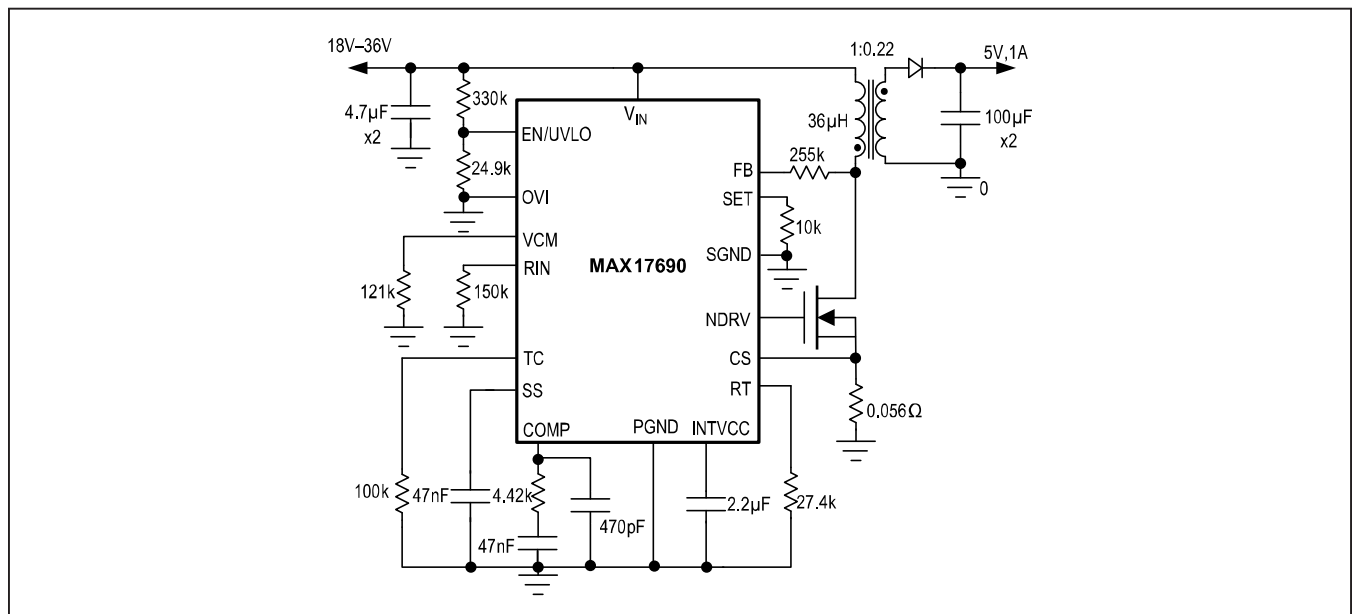 18V–36V
1:0.22
5V,1A
4.7µF
x2
330k
V_IN
36µH
100µF
x2
EN/UVLO
24.9k
255k
FB
OVI
SET
0
10k
VCM
SGND
RIN
MAX17690
121k
150k
NDRV
TC
CS
SS
RT
0.056Ω
COMP
PGND
INTVCC
100k
47nF
4.42k
470pF
2.2µF
27.4k
47nF